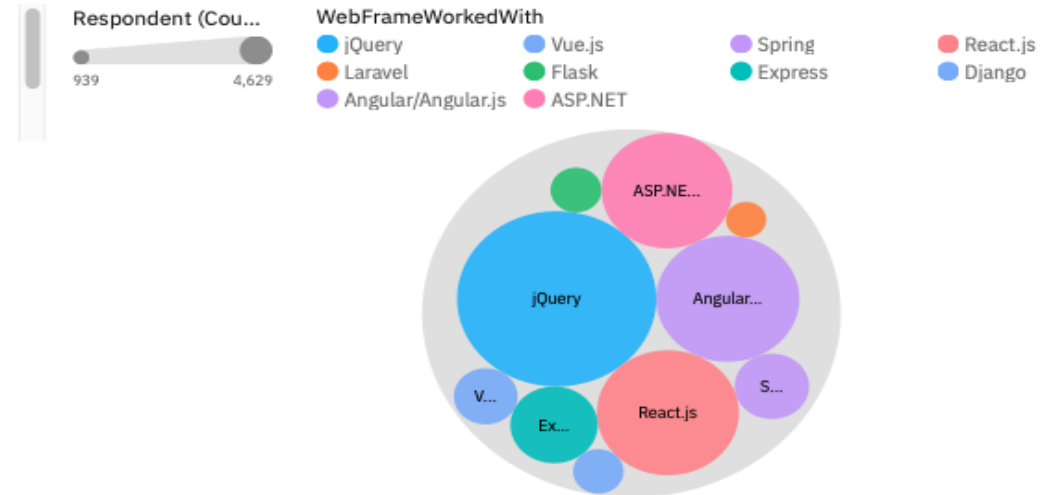 Respondent (Cou...
939 4,629
WebFrameWorkedWith
jQuery Vue.js Spring React.js
Laravel Flask Express Django
Angular/Angular.js ASP.NET
ASP.NE...
jQuery Angular...
V... S...
Ex... React.js